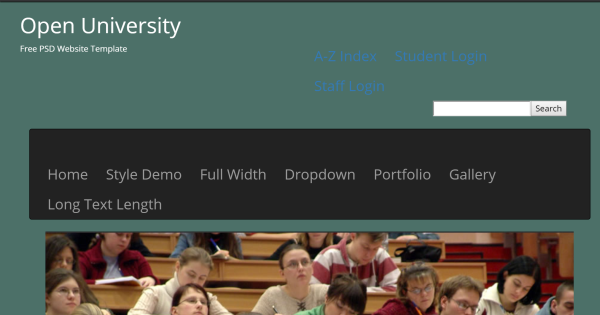 Open University
Free PSD Website Template
A-Z Index Student Login
Staff Login
Search
Home Style Demo Full Width Dropdown Portfolio Gallery
Long Text Length